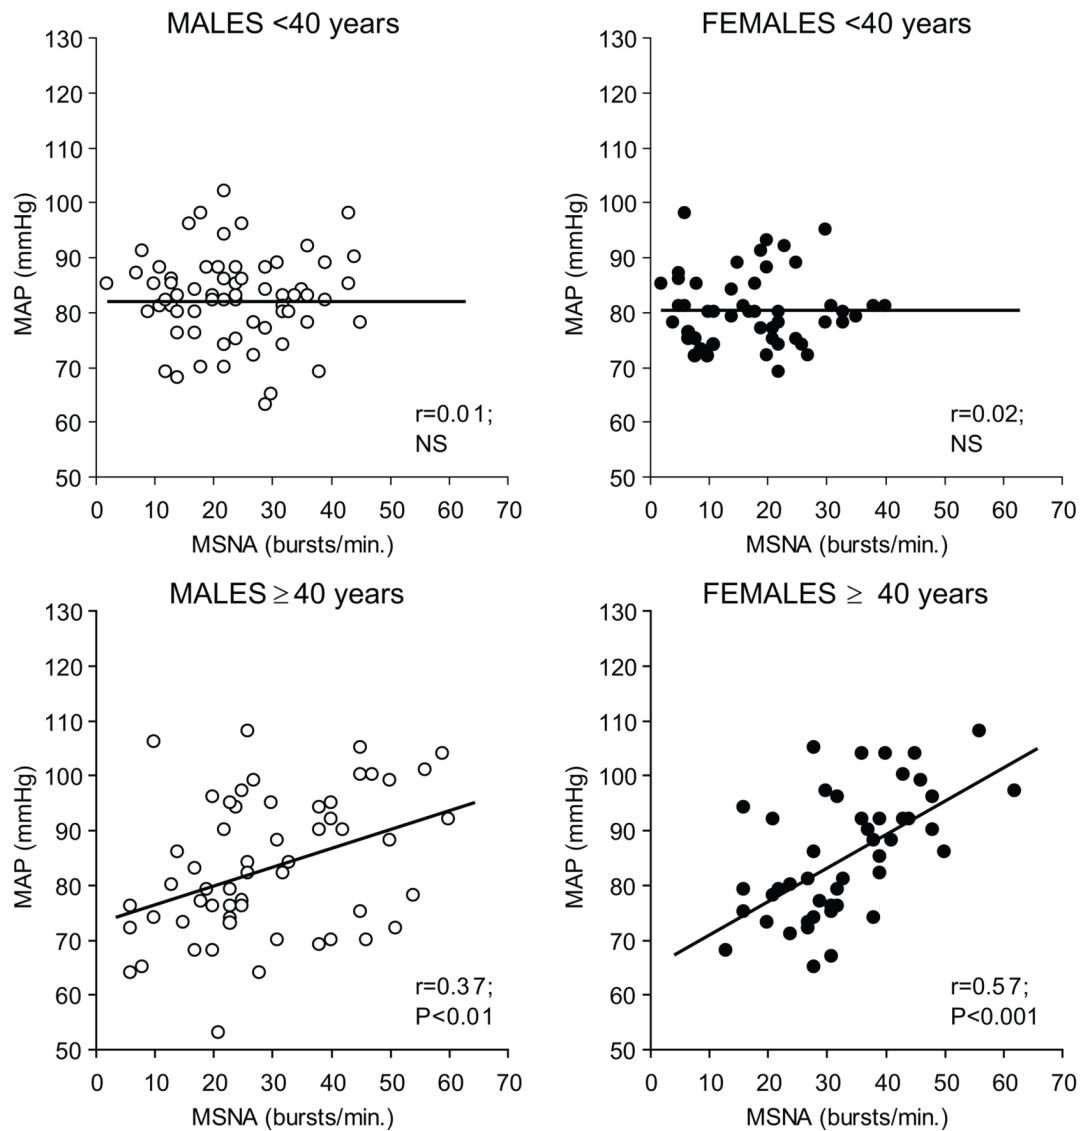 MALES <40 years
130
120
110
100
90
80
70
60
50
MAP (mmHg)
0 10 20 30 40 50 60 70
MSNA (bursts/min.)
r=0.01;
NS
FEMALES <40 years
130
120
110
100
90
80
70
60
50
MAP (mmHg)
0 10 20 30 40 50 60 70
MSNA (bursts/min.)
r=0.02;
NS
MALES ≥40 years
130
120
110
100
90
80
70
60
50
MAP (mmHg)
0 10 20 30 40 50 60 70
MSNA (bursts/min.)
r=0.37;
P<0.01
FEMALES ≥ 40 years
130
120
110
100
90
80
70
60
50
MAP (mmHg)
0 10 20 30 40 50 60 70
MSNA (bursts/min.)
r=0.57;
P<0.001